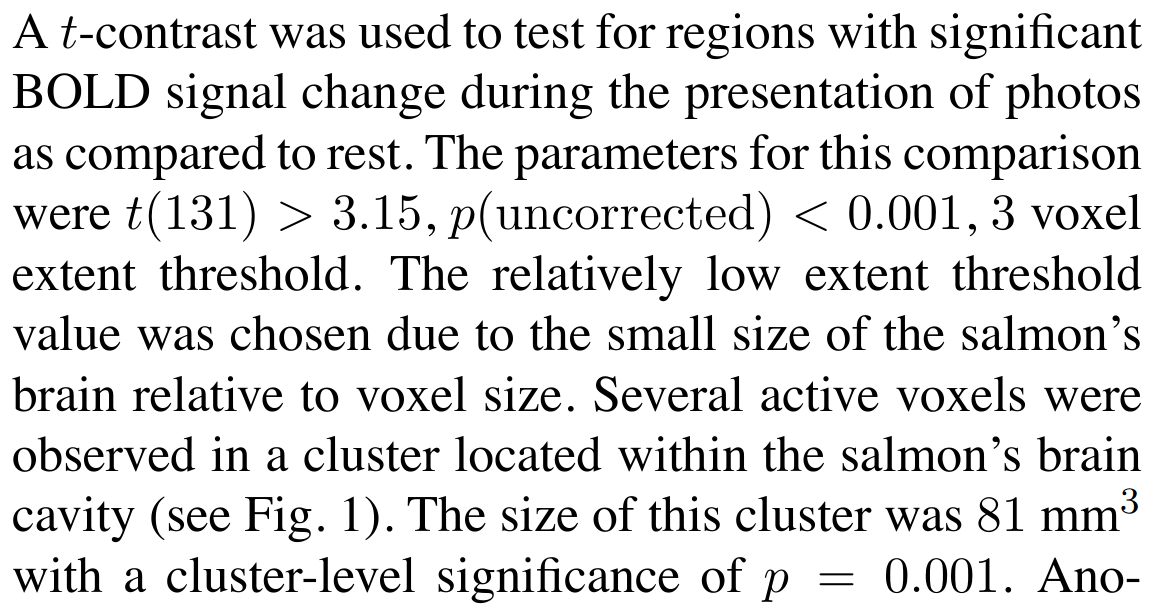 A t-contrast was used to test for regions with significant
BOLD signal change during the presentation of photos
as compared to rest. The parameters for this comparison
were t(131) > 3.15, p(uncorrected) < 0.001, 3 voxel
extent threshold. The relatively low extent threshold
value was chosen due to the small size of the salmon’s
brain relative to voxel size. Several active voxels were
observed in a cluster located within the salmon’s brain
cavity (see Fig. 1). The size of this cluster was 81 mm³
with a cluster-level significance of p = 0.001. Ano-